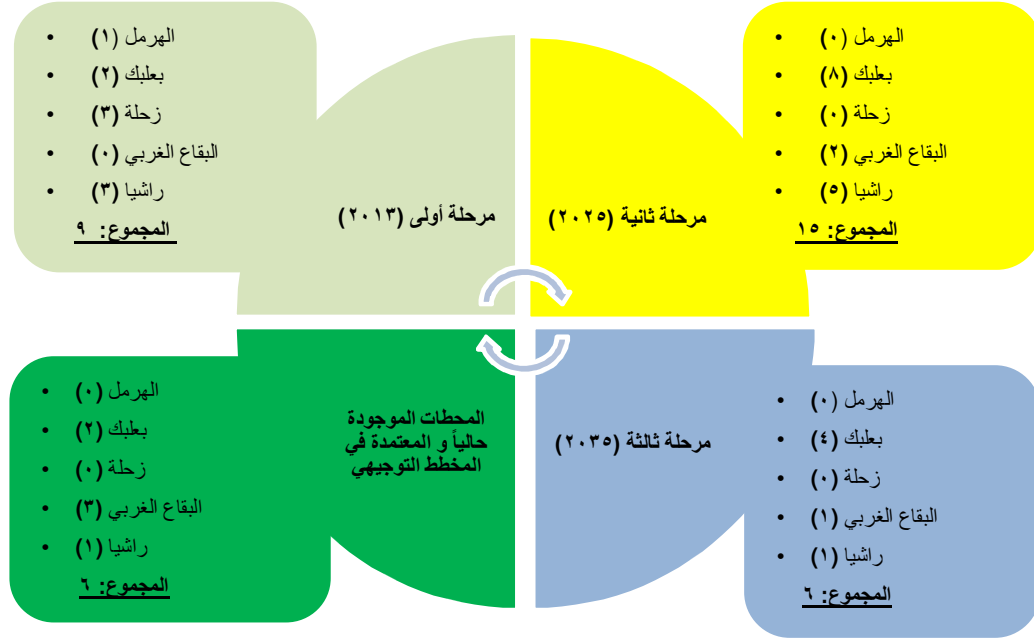 الهرمل (٠)
بعلبك (٨)
زحلة (٠)
البقاع الغربي (٢)
راشيا (٥)
المجموع: ١٥
مرحلة ثانية (٢٠٢٥)
الهرمل (١)
بعلبك (٢)
زحلة (٣)
البقاع الغربي (٠)
راشيا (٣)
المجموع: ٩
مرحلة أولى (٢٠١٣)
الهرمل (٠)
بعلبك (٤)
زحلة (٠)
البقاع الغربي (١)
راشيا (١)
المجموع: ٦
مرحلة ثالثة (٢٠٣٥)
المحطات الموجودة
حالياً و المعتمدة في
المخطط التوجيهي
الهرمل (٠)
بعلبك (٢)
زحلة (٠)
البقاع الغربي (٣)
راشيا (١)
المجموع: ٦